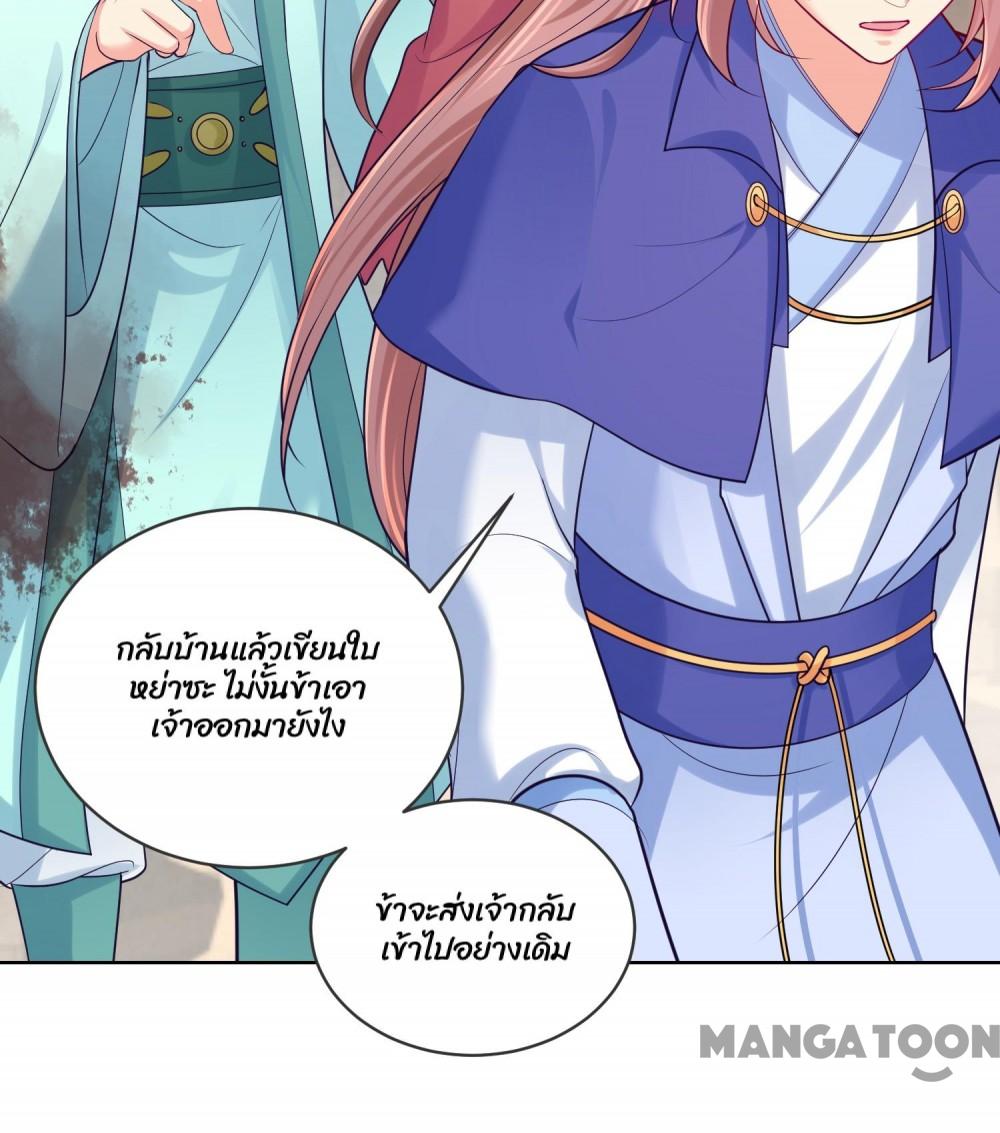 กลับบ้านแล้วเขียนใบ
หย่าซะ ไม่งั้นข้าเอา
เจ้าออกมายังไง
ข้าจะส่งเจ้ากลับ
เข้าไปอย่างเดิม
MANGATOON